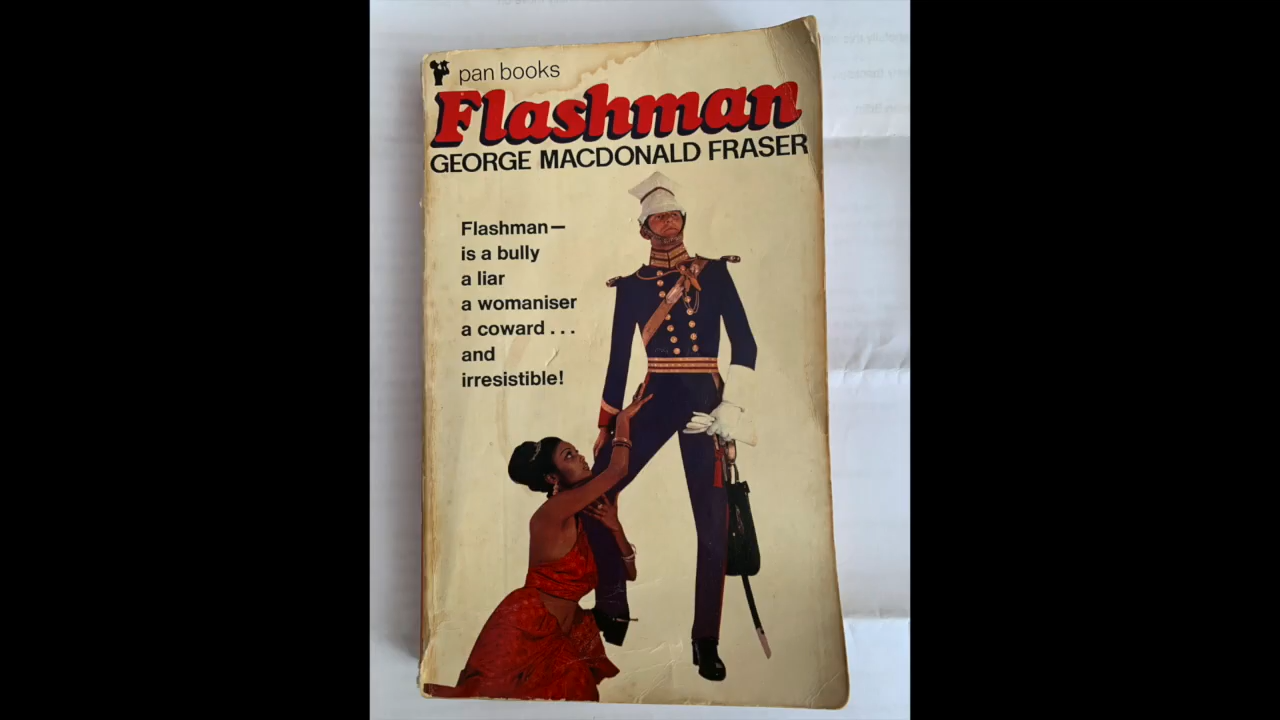 pan books
Flashman
GEORGE MACDONALD FRASER
Flashman—
is a bully
a liar
a womaniser
a coward...
and
irresistible!